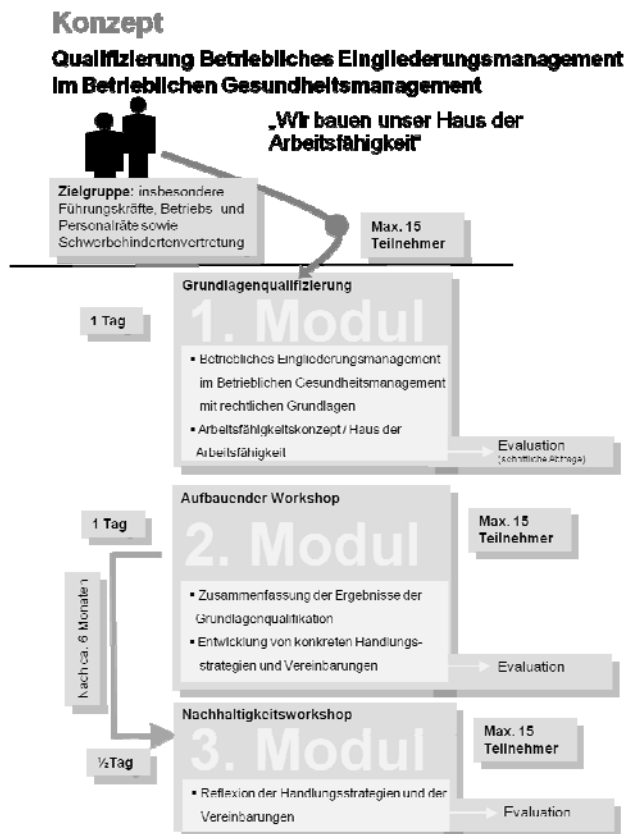 Konzept
Qualifizierung Betriebliches Eingliederungsmanagement
im Betrieblichen Gesundheitsmanagement
„Wir bauen unser Haus der
Arbeitsfähigkeit"
Zielgruppe: insbesondere
Führungskräfte, Betriebs- und
Personalräte sowie
Schwerbehindertenvertretung
Max. 15
Teilnehmer
Grundlagenqualifizierung
1 Tag
1. Modul
▪ Betriebliches Eingliederungsmanagement
im Betrieblichen Gesundheitsmanagement
mit rechtlichen Grundlagen
▪ Arbeitsfähigkeitskonzept / Haus der
Arbeitsfähigkeit
Evaluation
(schriftliche Abfrage)
Aufbauender Workshop
1 Tag
2. Modul
Max. 15
Teilnehmer
▪ Zusammenfassung der Ergebnisse der
Grundlagenqualifikation
▪ Entwicklung von konkreten Handlungs-
strategien und Vereinbarungen
Evaluation
Nach ca. 6 Monaten
Nachhaltigkeitsworkshop
½ Tag
3. Modul
Max. 15
Teilnehmer
▪ Reflexion der Handlungsstrategien und der
Vereinbarungen
Evaluation